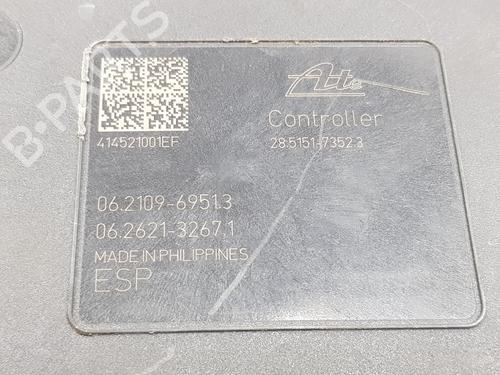 Ate
Controller
414521001EF
28.5151-7352.3
06.2109-6951.3
06.2621-3267.1
MADE IN PHILIPPINES
ESP
B-PARTS